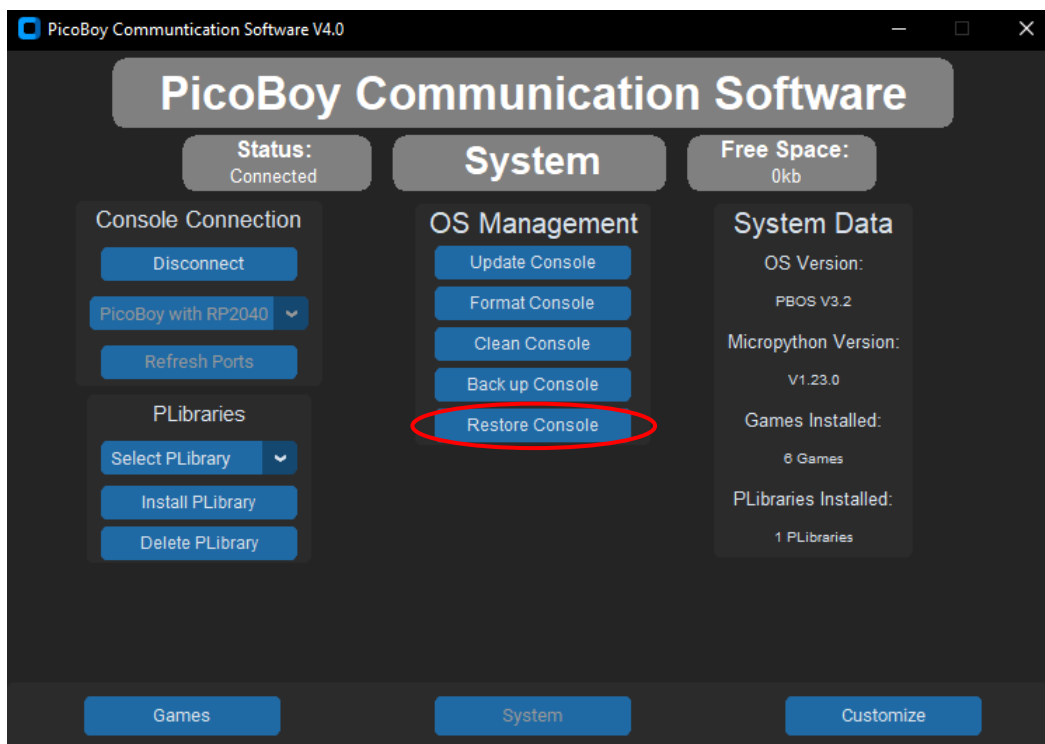 PicoBoy Communtication Software V4.0
PicoBoy Communication Software
Status:
Connected
System
Free Space:
0kb
Console Connection
Disconnect
PicoBoy with RP2040
Refresh Ports
PLibraries
Select PLibrary
Install PLibrary
Delete PLibrary
OS Management
Update Console
Format Console
Clean Console
Back up Console
Restore Console
System Data
OS Version:
PBOS V3.2
Micropython Version:
V1.23.0
Games Installed:
6 Games
PLibraries Installed:
1 PLibraries
Games
System
Customize